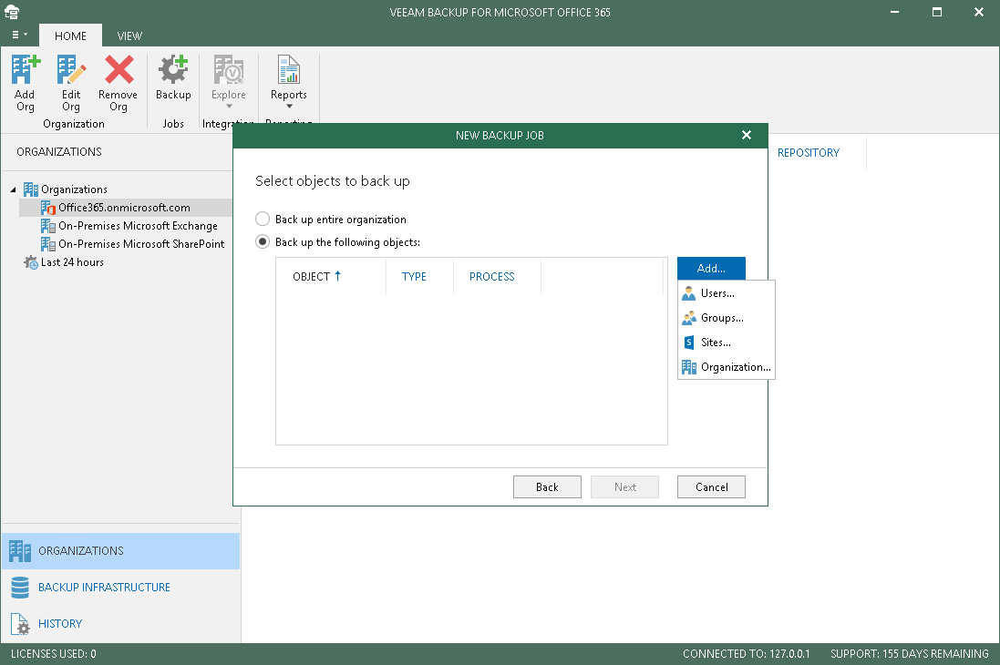 VEEAM BACKUP FOR MICROSOFT OFFICE 365
HOME VIEW
Add Org
Edit Org
Remove Org
Backup
Explore
Reports
Organization
Jobs
ORGANIZATIONS
Organizations
Office365.onmicrosoft.com
On-Premises Microsoft Exchange
On-Premises Microsoft SharePoint
Last 24 hours
REPOSITORY
NEW BACKUP JOB
Select objects to back up
Back up entire organization
Back up the following objects:
OBJECT TYPE PROCESS
Add...
Users...
Groups...
Sites...
Organization...
Back Next Cancel
ORGANIZATIONS
BACKUP INFRASTRUCTURE
HISTORY
LICENSES USED: 0 CONNECTED TO: 127.0.0.1 SUPPORT: 155 DAYS REMAINING